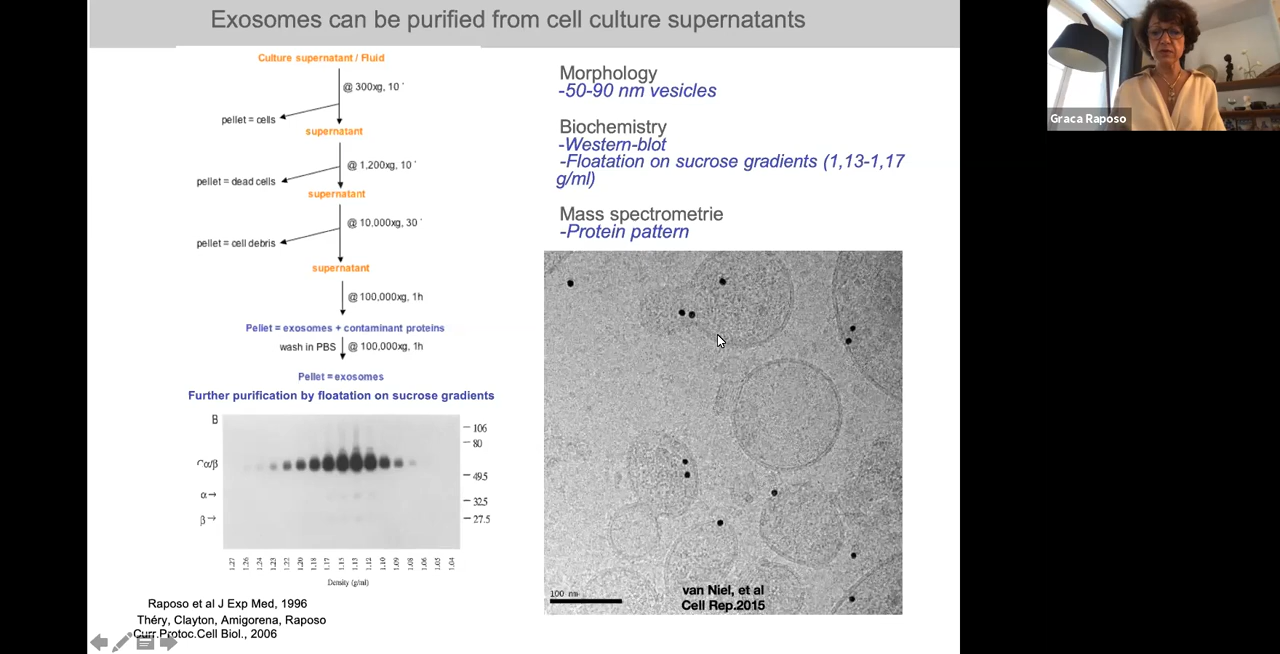 Exosomes can be purified from cell culture supernatants
Culture supernatant / Fluid
@ 300xg, 10 '
pellet = cells
supernatant
@ 1,200xg, 10 '
pellet = dead cells
supernatant
@ 10,000xg, 30 '
pellet = cell debris
supernatant
@ 100,000xg, 1h
Pellet = exosomes + contaminant proteins
wash in PBS @ 100,000xg, 1h
Pellet = exosomes
Further purification by floatation on sucrose gradients
B
106
80
Cα/β
49.5
α
32.5
β
27.5
1.27 1.26 1.24 1.23 1.22 1.20 1.18 1.17 1.15 1.13 1.12 1.10 1.09 1.08 1.06 1.05 1.04
Density (g/ml)
Raposo et al J Exp Med, 1996
Théry, Clayton, Amigorena, Raposo
Curr.Protoc.Cell Biol., 2006
Morphology
-50-90 nm vesicles
Biochemistry
-Western-blot
-Floatation on sucrose gradients (1,13-1,17
g/ml)
Mass spectrometrie
-Protein pattern
100 nm
van Niel, et al
Cell Rep.2015
Graca Raposo